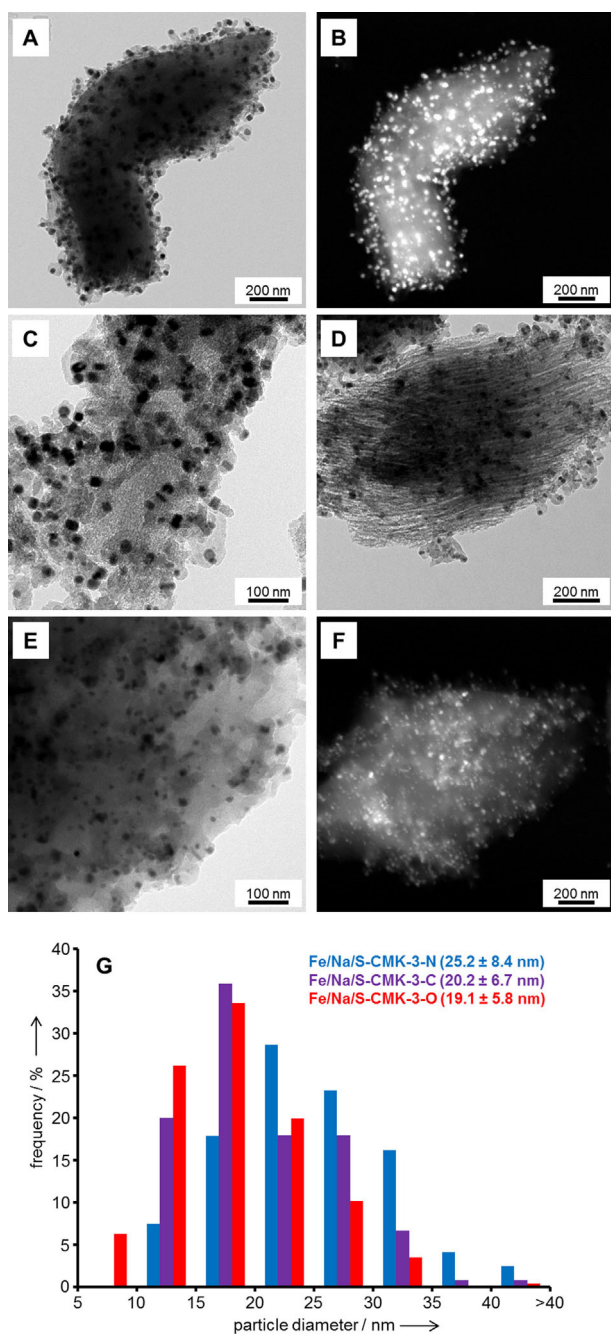 A
200 nm
B
200 nm
C
100 nm
D
200 nm
E
100 nm
F
200 nm
G
Fe/Na/S-CMK-3-N (25.2 ± 8.4 nm)
Fe/Na/S-CMK-3-C (20.2 ± 6.7 nm)
Fe/Na/S-CMK-3-O (19.1 ± 5.8 nm)
frequency / %
40
35
30
25
20
15
10
5
0
5 10 15 20 25 30 35 40 >40
particle diameter / nm